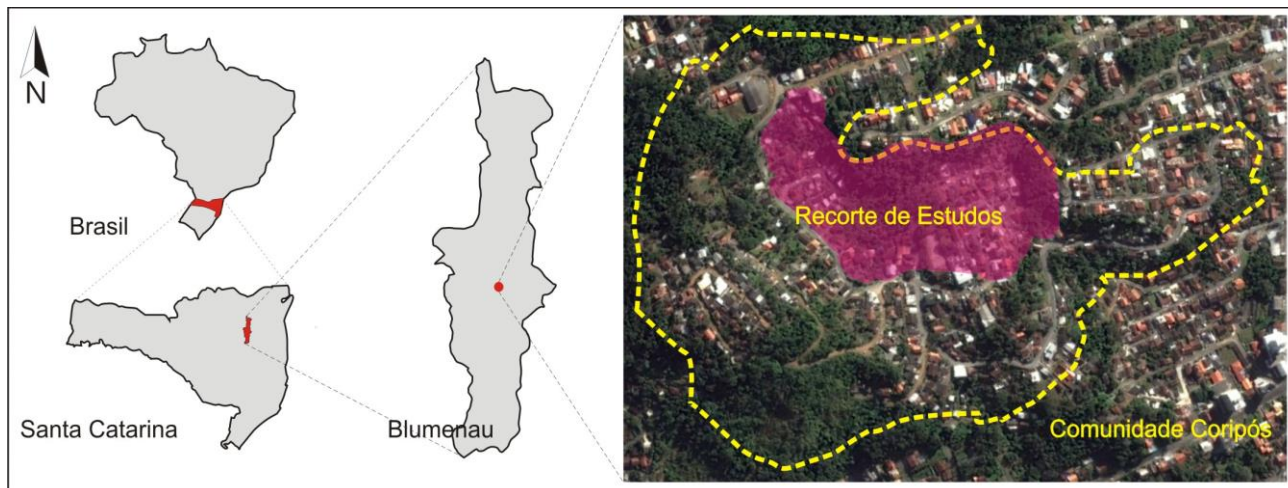 N
Brasil
Santa Catarina
Blumenau
Recorte de Estudos
Comunidade Coripós